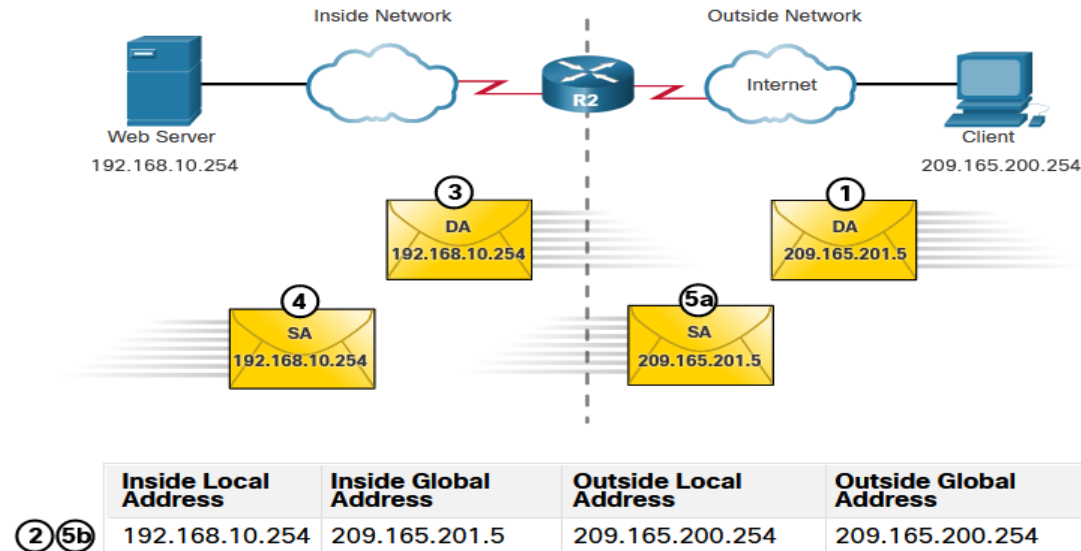 Inside Network
Outside Network
R2
Internet
Web Server
192.168.10.254
Client
209.165.200.254
3
DA
192.168.10.254
1
DA
209.165.201.5
4
SA
192.168.10.254
5a
SA
209.165.201.5
Inside Local Address
Inside Global Address
Outside Local Address
Outside Global Address
2 5b 192.168.10.254 209.165.201.5 209.165.200.254 209.165.200.254